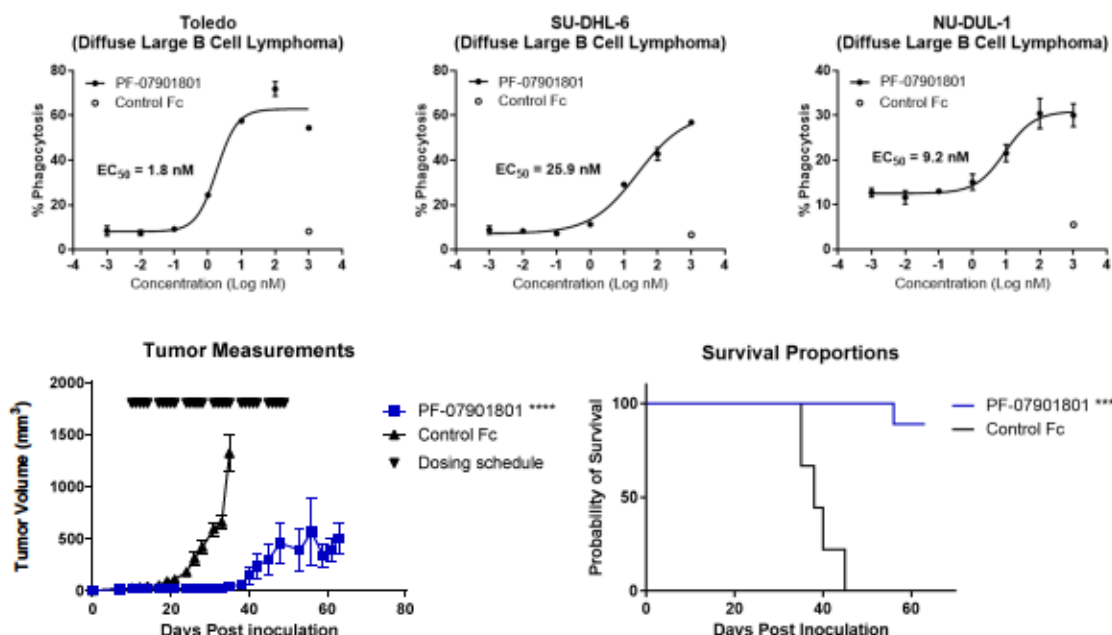 Toledo
(Diffuse Large B Cell Lymphoma)
% Phagocytosis
80
60
40
20
0
PF-07901801
Control Fc
EC50 = 1.8 nM
-4 -3 -2 -1 0 1 2 3 4
Concentration (Log nM)
SU-DHL-6
(Diffuse Large B Cell Lymphoma)
% Phagocytosis
80
60
40
20
0
PF-07901801
Control Fc
EC50 = 25.9 nM
-4 -3 -2 -1 0 1 2 3 4
Concentration (Log nM)
NU-DUL-1
(Diffuse Large B Cell Lymphoma)
% Phagocytosis
40
30
20
10
0
PF-07901801
Control Fc
EC50 = 9.2 nM
-4 -3 -2 -1 0 1 2 3 4
Concentration (Log nM)
Tumor Measurements
Tumor Volume (mm³)
2000
1500
1000
500
0
PF-07901801 ****
Control Fc
Dosing schedule
0 20 40 60 80
Days Post inoculation
Survival Proportions
Probability of Survival
100
50
0
PF-07901801 ***
Control Fc
0 20 40 60
Days Post Inoculation